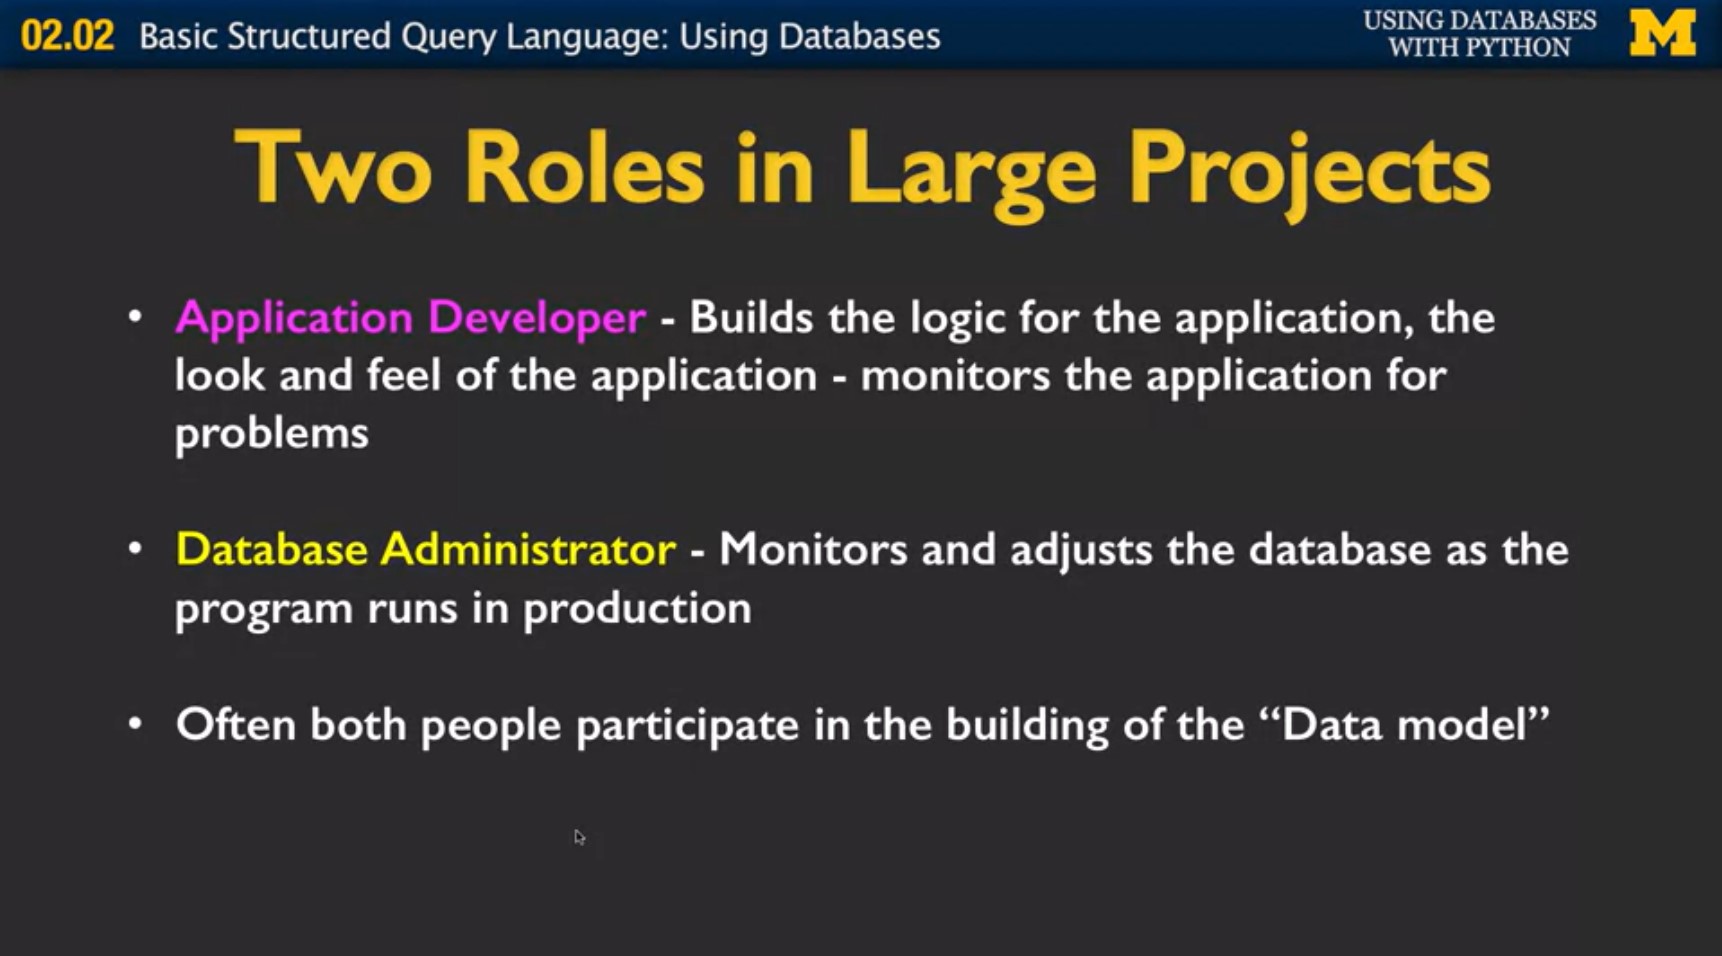 02.02 Basic Structured Query Language: Using Databases
USING DATABASES
WITH PYTHON
M
Two Roles in Large Projects
• Application Developer - Builds the logic for the application, the
look and feel of the application - monitors the application for
problems
• Database Administrator - Monitors and adjusts the database as the
program runs in production
• Often both people participate in the building of the “Data model”